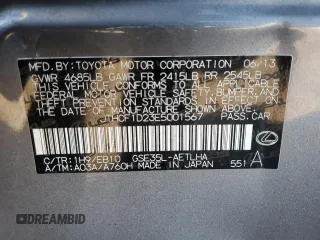 MFD. BY: TOYOTA MOTOR CORPORATION 06/13
GVWR 4685LB GAWR FR 2415LB RR 2545LB
THIS VEHICLE CONFORMS TO ALL APPLICABLE
FEDERAL MOTOR VEHICLE SAFETY, BUMPER, AND
THEFT PREVENTION STANDARDS IN EFFECT ON
THE DATE OF MANUFACTURE SHOWN ABOVE.
JTHCF1D23E5001567 PASS. CAR
C/TR: 1H9/EB10 GSE35L-AETLHA
A/TM: A03A/A760H MADE IN JAPAN 551 A
LEXUS
DREAMBID